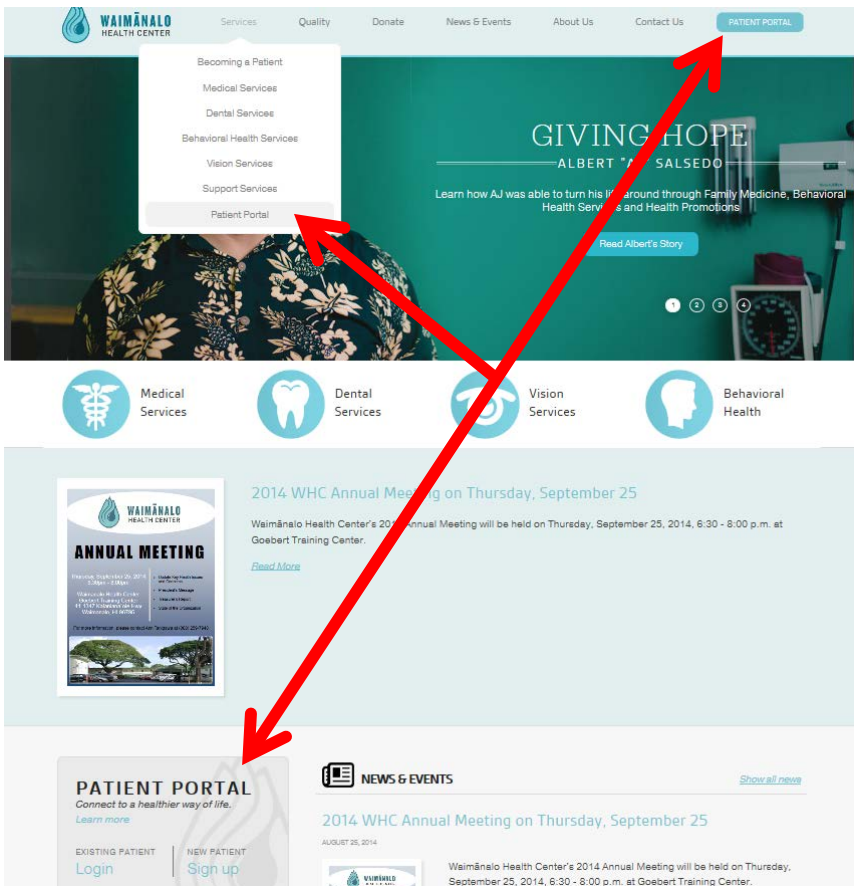 WAIMĀNALO
HEALTH CENTER
Services
Quality
Donate
News & Events
About Us
Contact Us
PATIENT PORTAL
Becoming a Patient
Medical Services
Dental Services
Behavioral Health Services
Vision Services
Support Services
Patient Portal
GIVING HOPE
ALBERT SALSEDO
Learn how AJ was able to turn his around through Family Medicine, Behavioral
Health and Health Promotions
Read Albert's Story
1 2 3 4
Medical
Services
Dental
Services
Vision
Services
Behavioral
Health
WAIMĀNALO
HEALTH CENTER
ANNUAL MEETING
2014 WHC Annual Meeting on Thursday, September 25
Waimānalo Health Center's Annual Meeting will be held on Thursday, September 25, 2014, 6:30 - 8:00 p.m. at
Goebert Training Center.
Read More
PATIENT PORTAL
Connect to a healthier way of life.
Learn more
EXISTING PATIENT
Login
NEW PATIENT
Sign up
NEWS & EVENTS
Show all news
2014 WHC Annual Meeting on Thursday, September 25
AUGUST 25, 2014
WAIMĀNALO
Waimānalo Health Center's 2014 Annual Meeting will be held on Thursday,
September 25, 2014, 6:30 - 8:00 p.m. at Goebert Training Center.